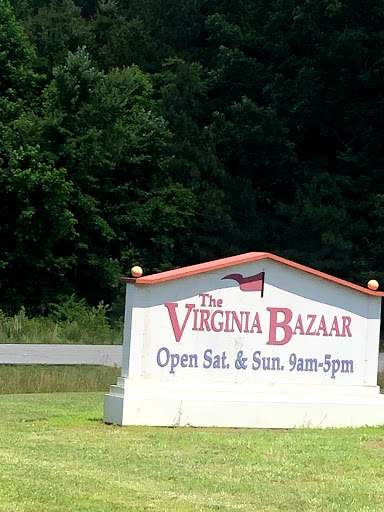 The
VIRGINIA BAZAAR
Open Sat. & Sun. 9am-5pm